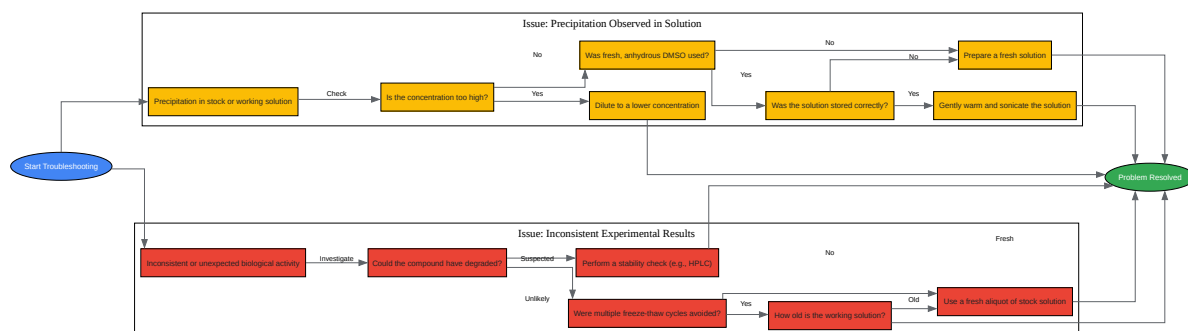 Issue: Precipitation Observed in Solution
No
Was fresh, anhydrous DMSO used?
No
Prepare a fresh solution
No
Yes
Precipitation in stock or working solution
Check
Is the concentration too high?
Yes
Dilute to a lower concentration
Was the solution stored correctly?
Yes
Gently warm and sonicate the solution
Start Troubleshooting
Problem Resolved
Issue: Inconsistent Experimental Results
Fresh
No
Inconsistent or unexpected biological activity
Investigate
Could the compound have degraded?
Suspected
Perform a stability check (e.g., HPLC)
Unlikely
Were multiple freeze-thaw cycles avoided?
Yes
How old is the working solution?
Old
Use a fresh aliquot of stock solution